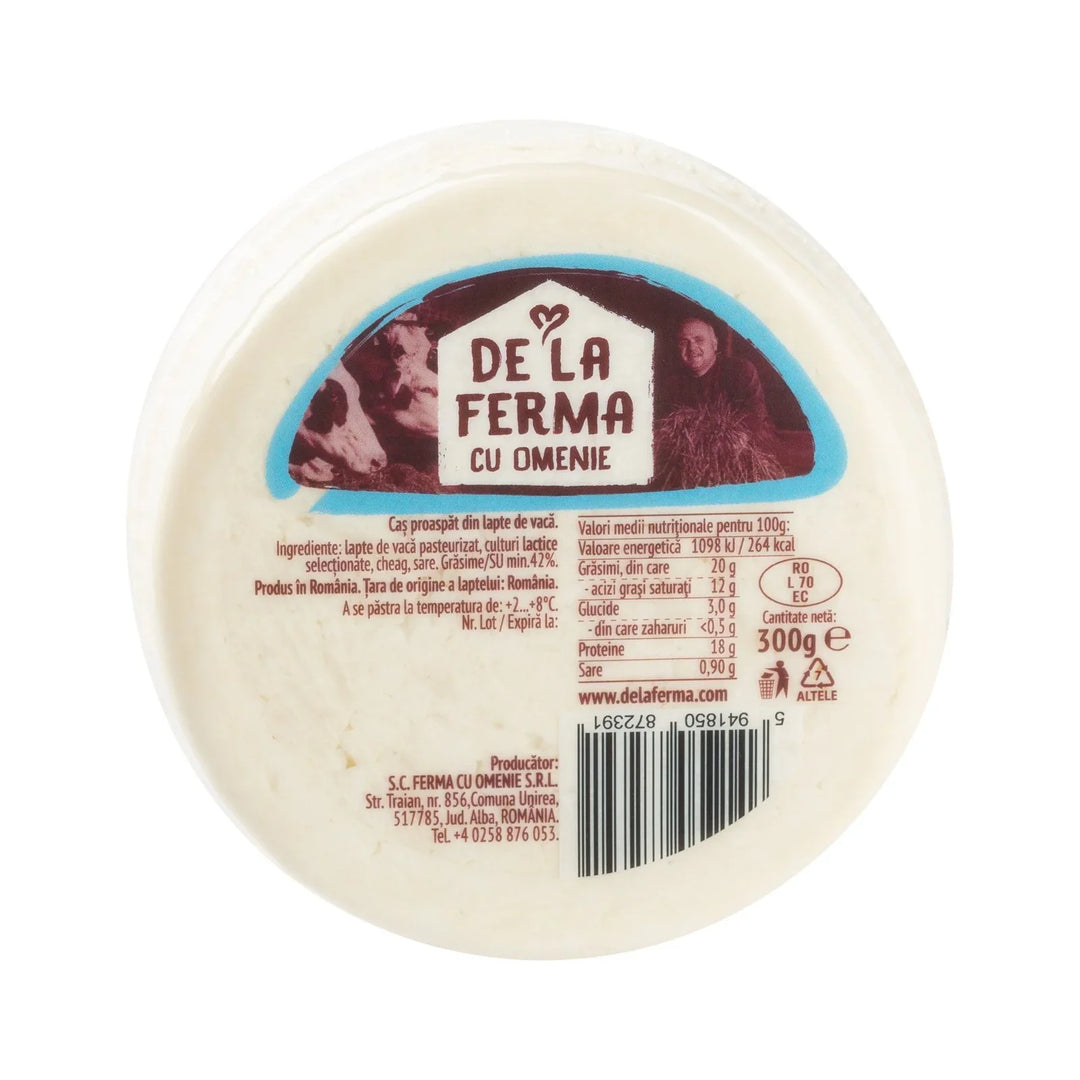 DE LA
FERMA
CU OMENIE
Caș proaspăt din lapte de vacă.
Ingrediente: lapte de vacă pasteurizat, culturi lactice
selecționate, cheag, sare. Grăsime/SU min.42%.
Produs în România. Țara de origine a laptelui: România.
A se păstra la temperatura de: +2...+8°C.
Nr. Lot / Expiră la:
Valori medii nutriționale pentru 100g:
Valoare energetică 1098 kJ / 264 kcal
Grăsimi, din care 20 g
- acizi grași saturați 12 g
Glucide 3,0 g
- din care zaharuri <0,5 g
Proteine 18 g
Sare 0,90 g
www.delaferma.com
RO
L 70
EC
Cantitate netă:
300g e
7
ALTELE
5 941850 872391
Producător:
S.C. FERMA CU OMENIE S.R.L.
Str. Traian, nr. 856,Comuna Unirea,
517785, Jud. Alba, ROMÂNIA.
Tel. +4 0258 876 053.